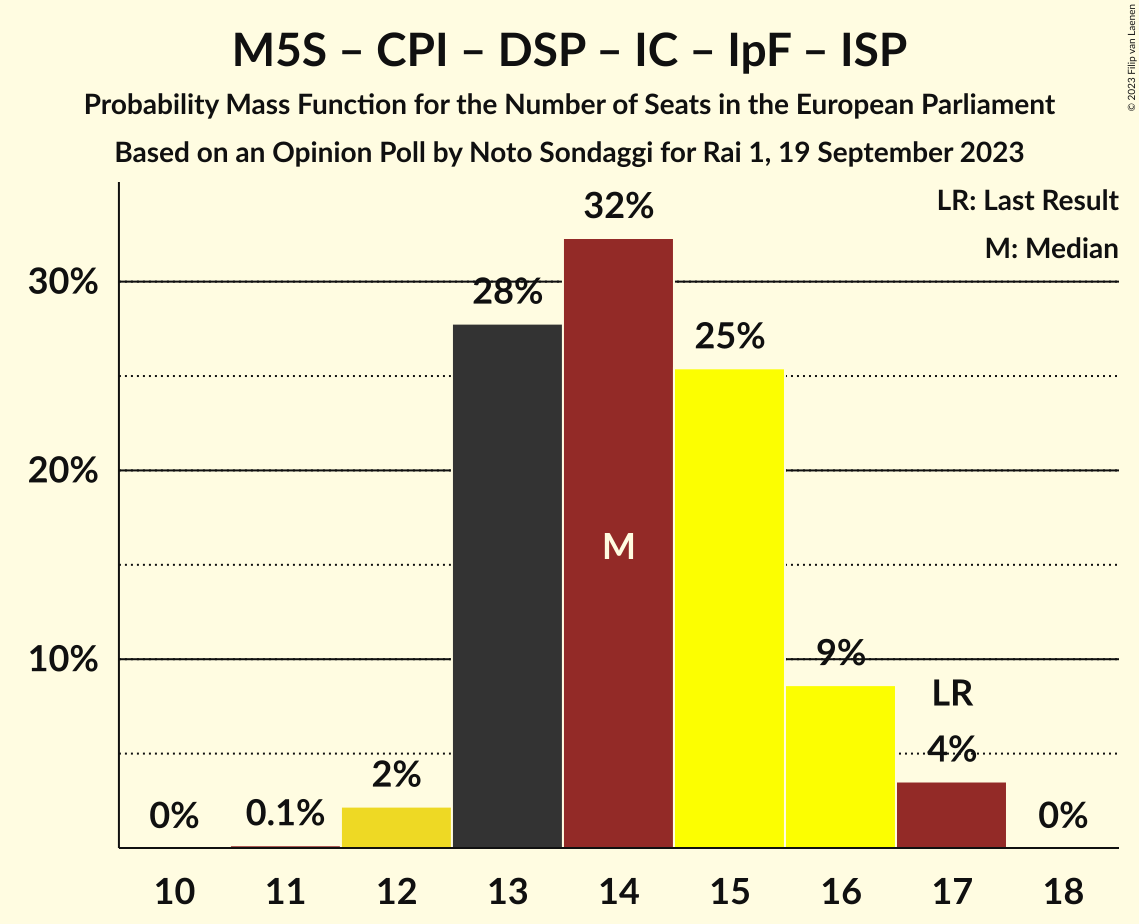 M5S – CPI – DSP – IC – IpF – ISP
Probability Mass Function for the Number of Seats in the European Parliament
Based on an Opinion Poll by Noto Sondaggi for Rai 1, 19 September 2023
© 2023 Filip van Laenen
LR: Last Result
M: Median
30%
20%
10%
0%
0.1%
2%
28%
32%
M
25%
9%
LR
4%
0%
10 11 12 13 14 15 16 17 18